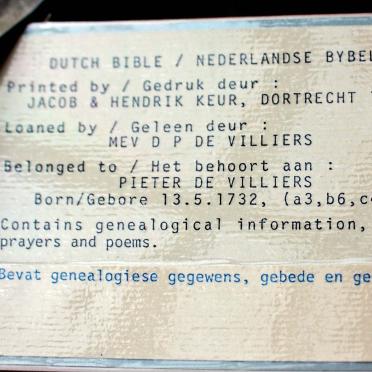 DUTCH BIBLE / NEDERLANDSE BYBEL
Printed by / Gedruk deur :
JACOB & HENDRIK KEUR, DORTRECHT
Loaned by / Geleen deur :
MEV D P DE VILLIERS
Belonged to / Het behoort aan :
PIETER DE VILLIERS
Born/Gebore 13.5.1732, (a3,b6,c
Contains genealogical information,
prayers and poems.
Bevat genealogiese gegewens, gebede en ge